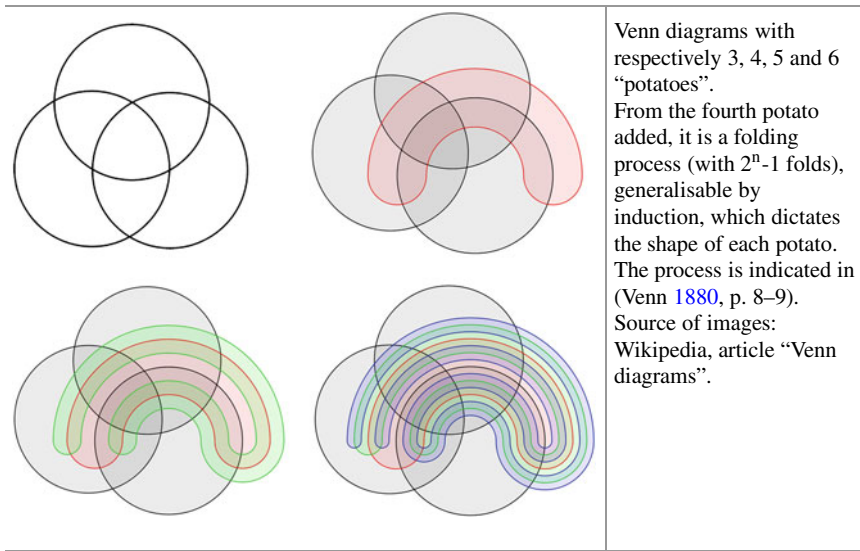 Venn diagrams with
respectively 3, 4, 5 and 6
“potatoes”.
From the fourth potato
added, it is a folding
process (with 2ⁿ-1 folds),
generalisable by
induction, which dictates
the shape of each potato.
The process is indicated in
(Venn 1880, p. 8–9).
Source of images:
Wikipedia, article “Venn
diagrams”.